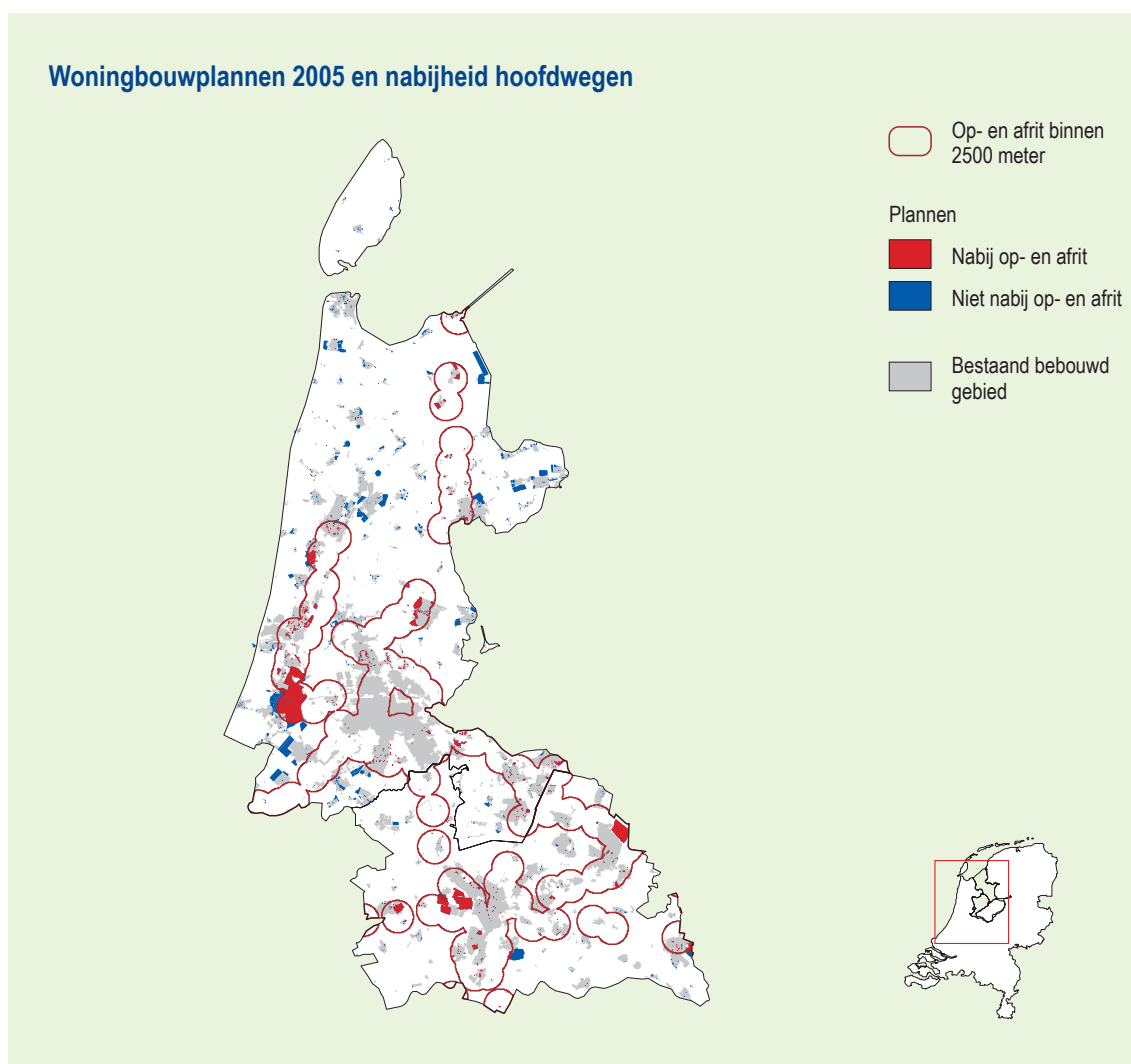 Woningbouwplannen 2005 en nabijheid hoofdwegen
Op- en afrit binnen
2500 meter
Plannen
Nabij op- en afrit
Niet nabij op- en afrit
Bestaand bebouwd
gebied